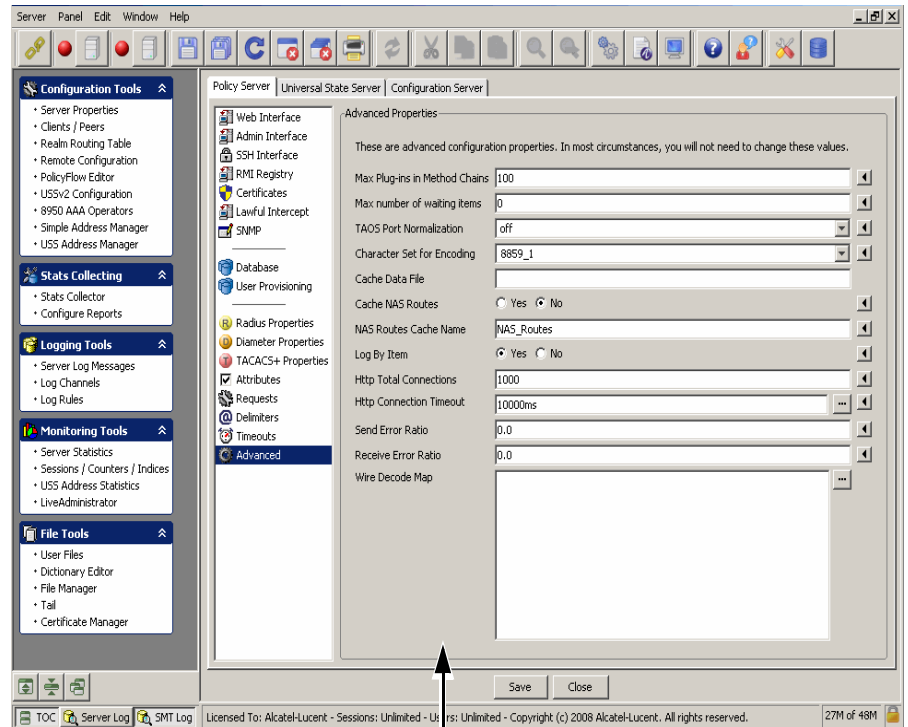 Server Panel Edit Window Help
Configuration Tools
Server Properties
Clients / Peers
Realm Routing Table
Remote Configuration
PolicyFlow Editor
USSv2 Configuration
8950 AAA Operators
Simple Address Manager
USS Address Manager
Stats Collecting
Stats Collector
Configure Reports
Logging Tools
Server Log Messages
Log Channels
Log Rules
Monitoring Tools
Server Statistics
Sessions / Counters / Indices
USS Address Statistics
LiveAdministrator
File Tools
User Files
Dictionary Editor
File Manager
Tail
Certificate Manager
Policy Server Universal State Server Configuration Server
Web Interface
Admin Interface
SSH Interface
RMI Registry
Certificates
Lawful Intercept
SNMP
Database
User Provisioning
R Radius Properties
D Diameter Properties
T TACACS+ Properties
Attributes
Requests
@ Delimiters
Timeouts
Advanced
Advanced Properties
These are advanced configuration properties. In most circumstances, you will not need to change these values.
Max Plug-ins in Method Chains 100
Max number of waiting items 0
TAOS Port Normalization off
Character Set for Encoding 8859_1
Cache Data File
Cache NAS Routes Yes No
NAS Routes Cache Name NAS_Routes
Log By Item Yes No
Http Total Connections 1000
Http Connection Timeout 10000ms ...
Send Error Ratio 0.0
Receive Error Ratio 0.0
Wire Decode Map ...
Save Close
TOC Server Log SMT Log Licensed To: Alcatel-Lucent - Sessions: Unlimited - Users: Unlimited - Copyright (c) 2008 Alcatel-Lucent. All rights reserved. 27M of 48M